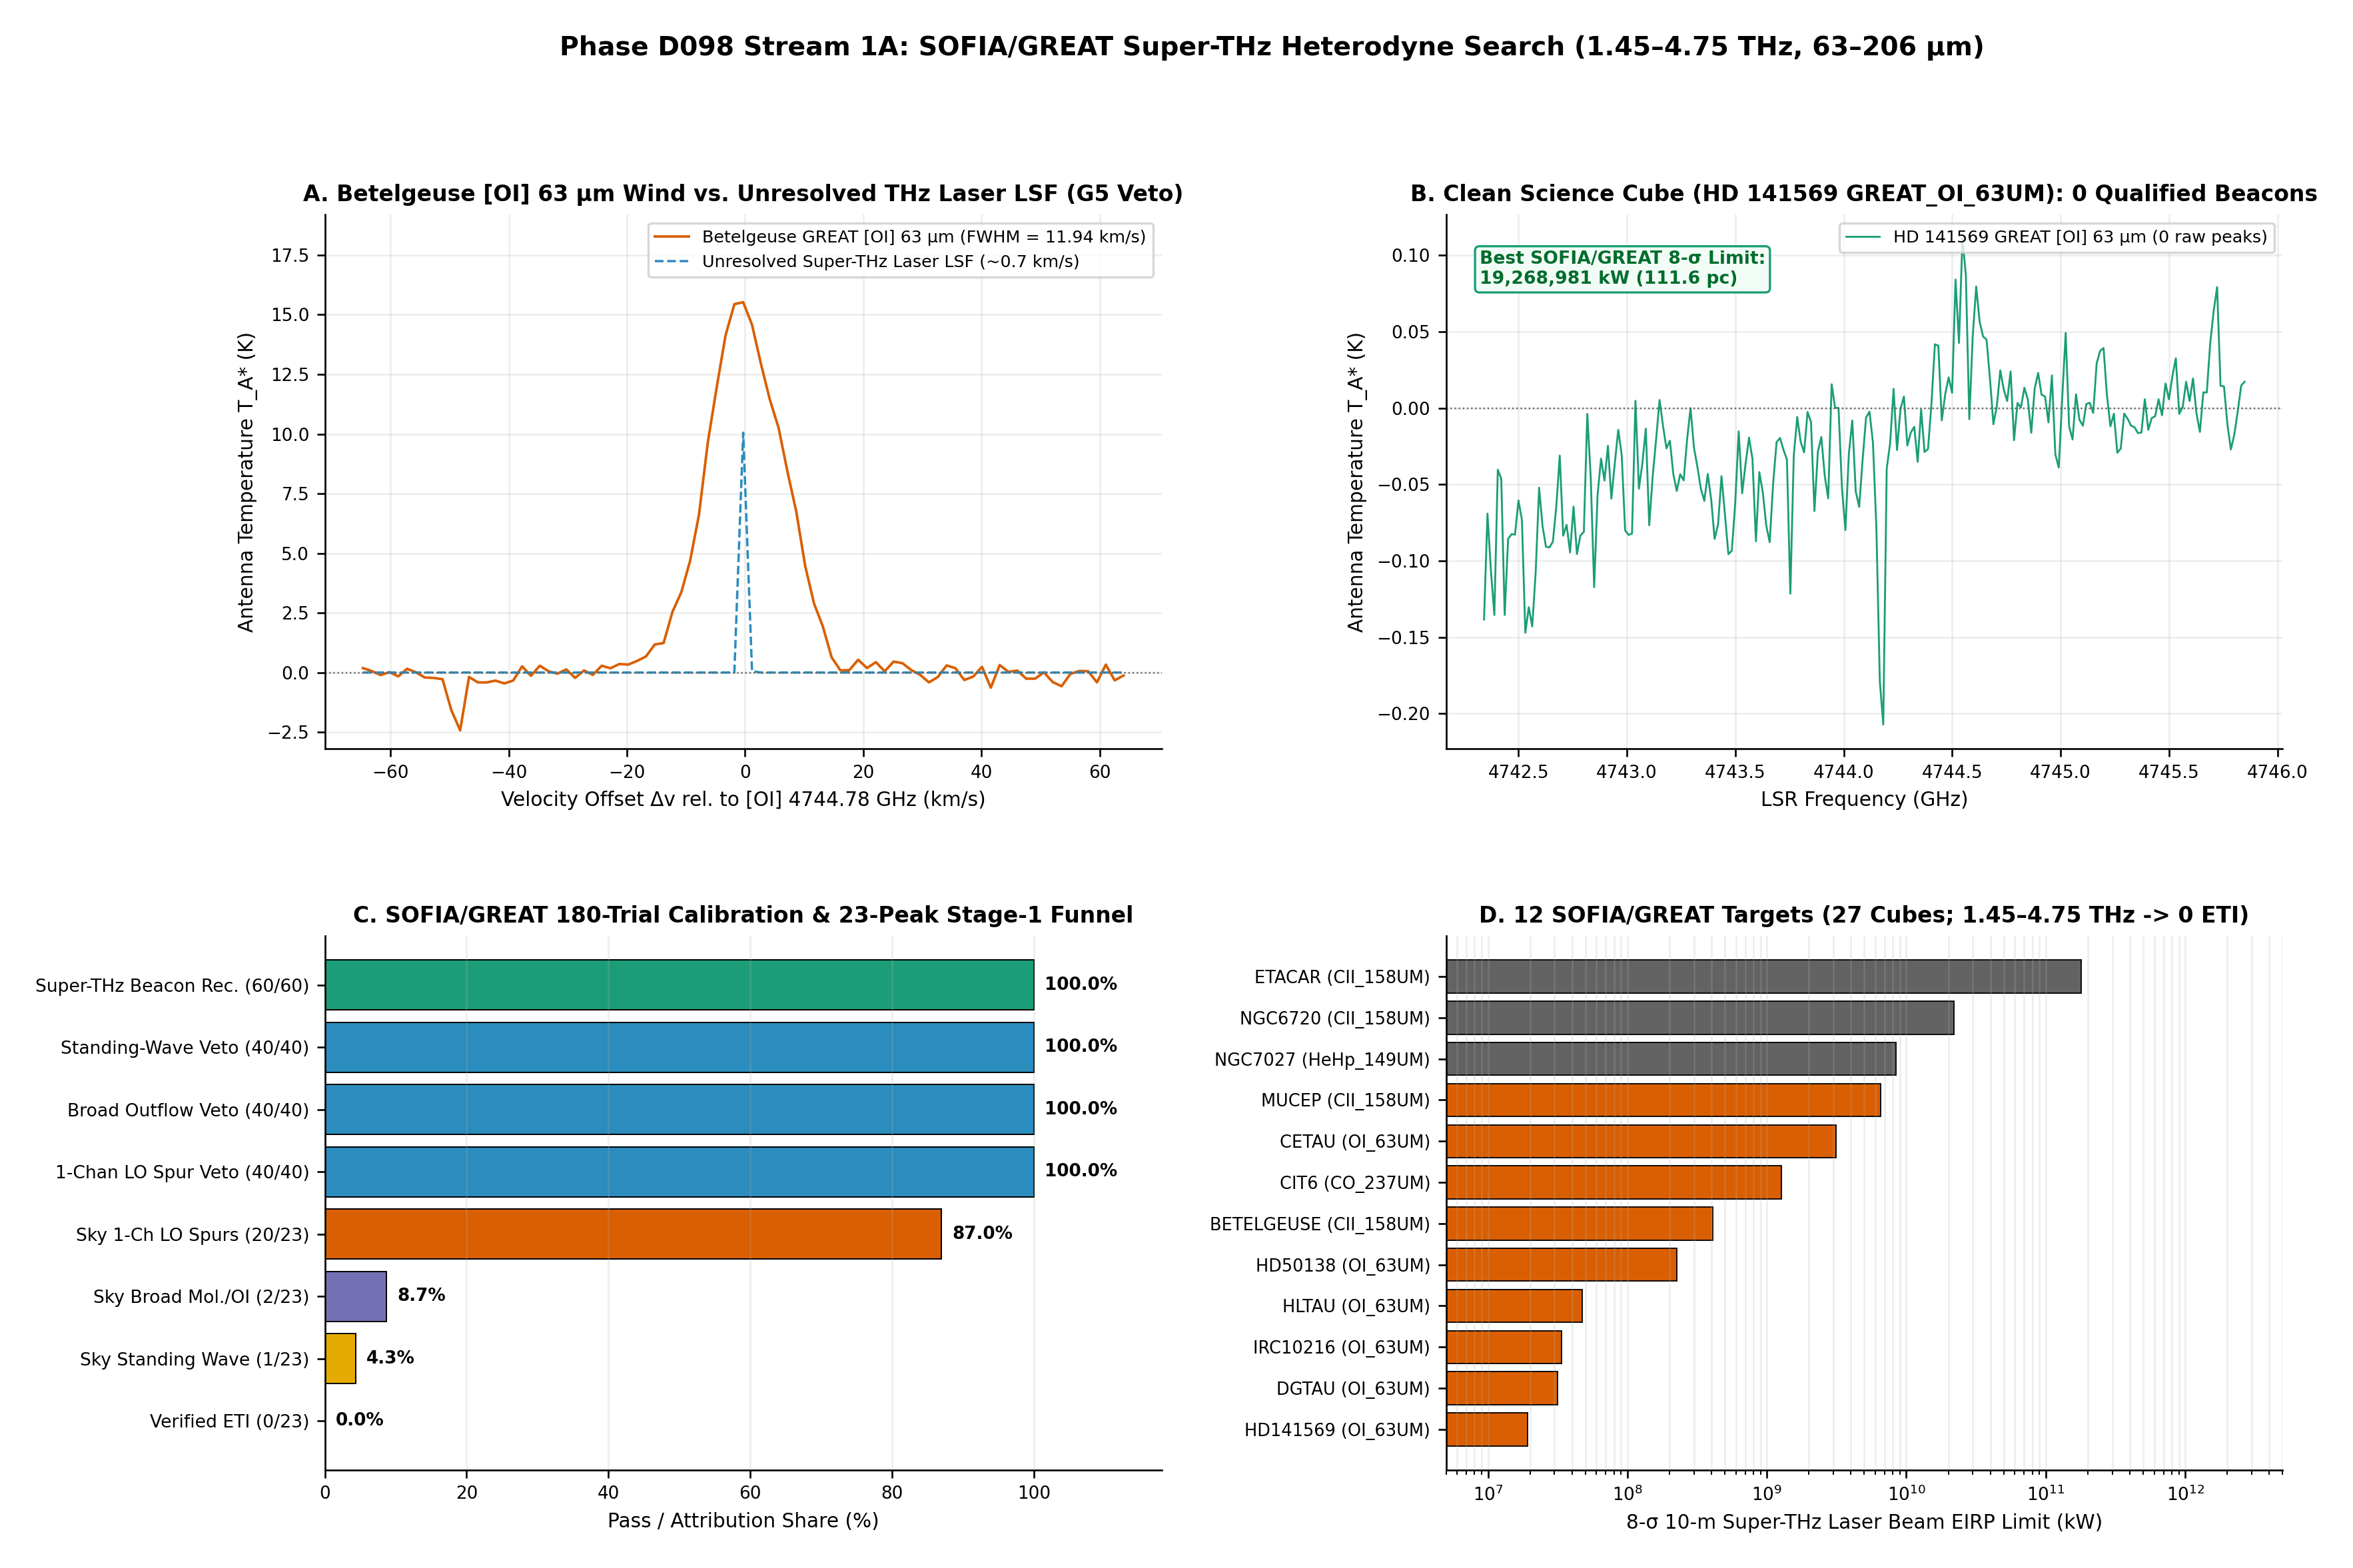 Phase D098 Stream 1A: SOFIA/GREAT Super-THz Heterodyne Search (1.45–4.75 THz, 63–206 μm)
A. Betelgeuse [OI] 63 μm Wind vs. Unresolved THz Laser LSF (G5 Veto)
Betelgeuse GREAT [OI] 63 μm (FWHM = 11.94 km/s)
Unresolved Super-THz Laser LSF (~0.7 km/s)
17.5
15.0
12.5
10.0
7.5
5.0
2.5
0.0
−2.5
Antenna Temperature T_A* (K)
−60
−40
−20
0
20
40
60
Velocity Offset Δv rel. to [OI] 4744.78 GHz (km/s)
B. Clean Science Cube (HD 141569 GREAT_OI_63UM): 0 Qualified Beacons
HD 141569 GREAT [OI] 63 μm (0 raw peaks)
Best SOFIA/GREAT 8-σ Limit:
19,268,981 kW (111.6 pc)
0.10
0.05
0.00
−0.05
−0.10
−0.15
−0.20
Antenna Temperature T_A* (K)
4742.5
4743.0
4743.5
4744.0
4744.5
4745.0
4745.5
4746.0
LSR Frequency (GHz)
C. SOFIA/GREAT 180-Trial Calibration & 23-Peak Stage-1 Funnel
Super-THz Beacon Rec. (60/60)
100.0%
Standing-Wave Veto (40/40)
100.0%
Broad Outflow Veto (40/40)
100.0%
1-Chan LO Spur Veto (40/40)
100.0%
Sky 1-Ch LO Spurs (20/23)
87.0%
Sky Broad Mol./OI (2/23)
8.7%
Sky Standing Wave (1/23)
4.3%
Verified ETI (0/23)
0.0%
0
20
40
60
80
100
Pass / Attribution Share (%)
D. 12 SOFIA/GREAT Targets (27 Cubes; 1.45–4.75 THz -> 0 ETI)
ETACAR (CII_158UM)
NGC6720 (CII_158UM)
NGC7027 (HeHp_149UM)
MUCEP (CII_158UM)
CETAU (OI_63UM)
CIT6 (CO_237UM)
BETELGEUSE (CII_158UM)
HD50138 (OI_63UM)
HLTAU (OI_63UM)
IRC10216 (OI_63UM)
DGTAU (OI_63UM)
HD141569 (OI_63UM)
10⁷
10⁸
10⁹
10¹⁰
10¹¹
10¹²
8-σ 10-m Super-THz Laser Beam EIRP Limit (kW)